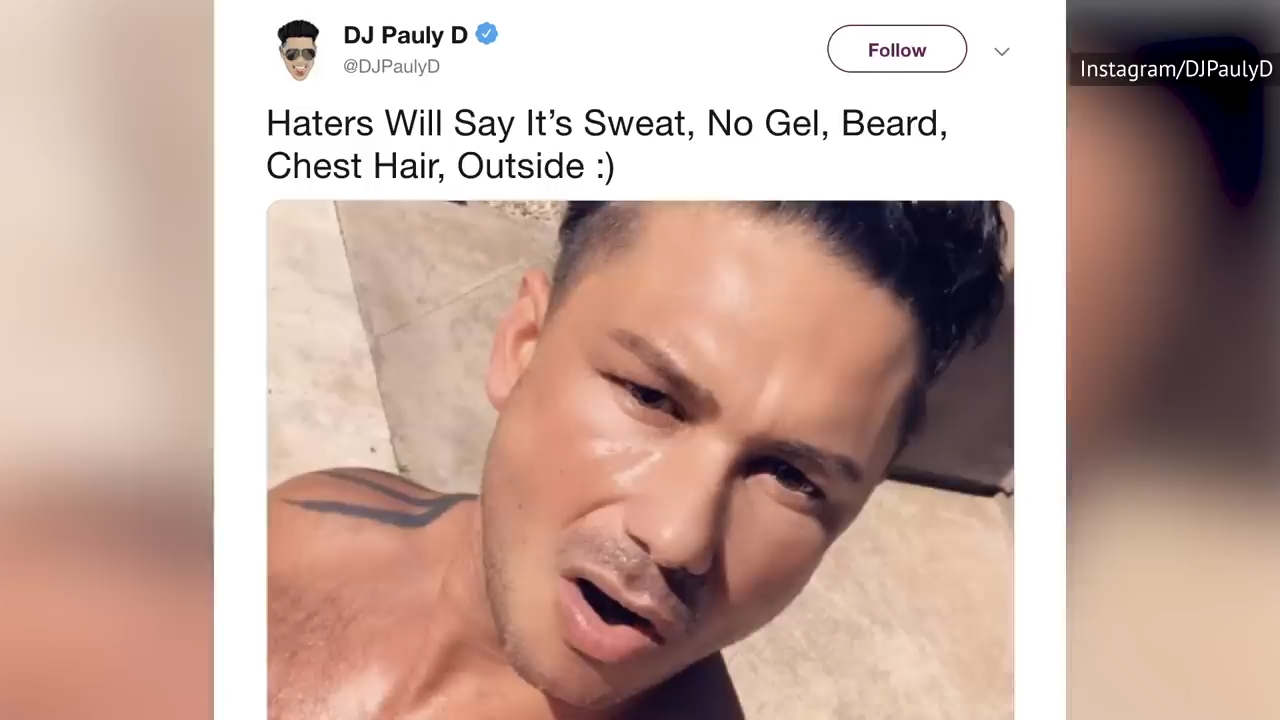 DJ Pauly D
@DJPaulyD
Follow
Instagram/DJPaulyD
Haters Will Say It’s Sweat, No Gel, Beard,
Chest Hair, Outside :)